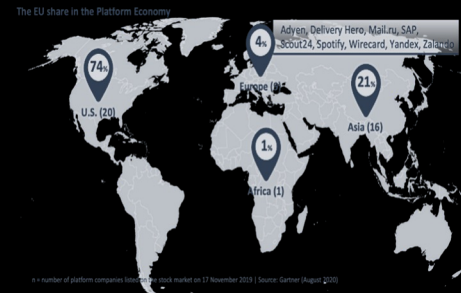 The EU share in the Platform Economy
Adyen, Delivery Hero, Mail.ru, SAP,
Scout24, Spotify, Wirecard, Yandex, Zalando
4%
74%
21%
Europe
U.S. (20)
Asia (16)
1%
Africa (1)
n = number of platform companies listed on the stock market on 17 November 2019 | Source: Gartner (August 2020)